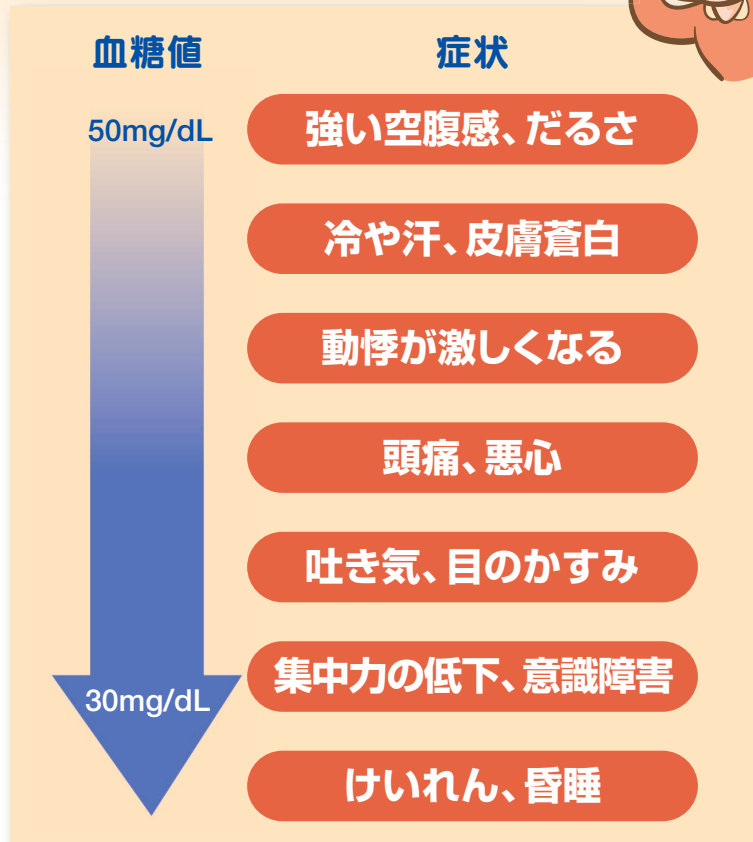 血糖値 症状
50mg/dL 強い空腹感、だるさ
冷や汗、皮膚蒼白
動悸が激しくなる
頭痛、悪心
吐き気、目のかすみ
集中力の低下、意識障害
30mg/dL
けいれん、昏睡